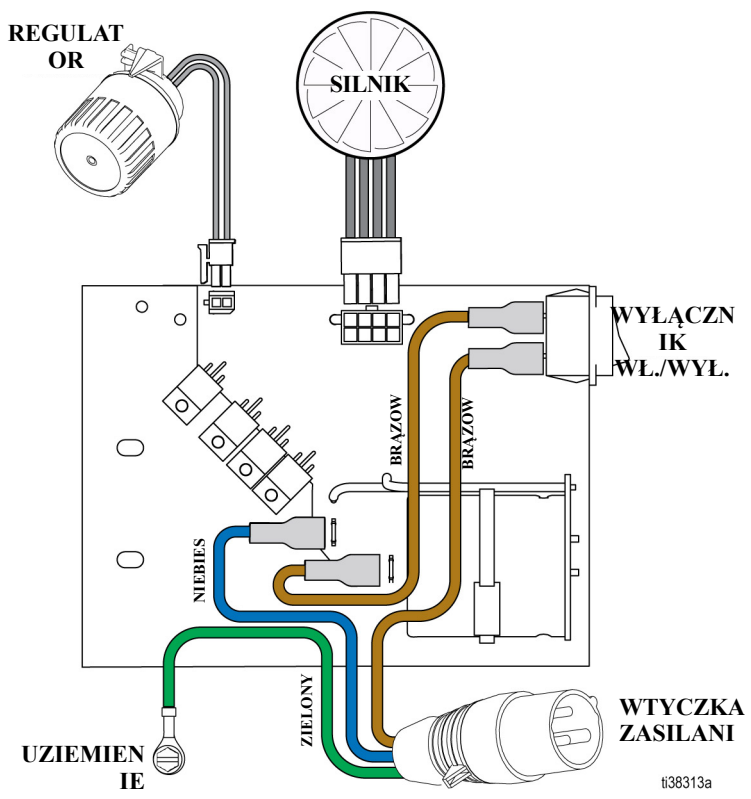 REGULAT
OR
SILNIK
WYŁĄCZN
IK
WŁ./WYŁ.
BRĄZOW
BRĄZOW
NIEBIES
ZIELONY
UZIEMIEN
IE
WTYCZKA
ZASILANI
ti38313a